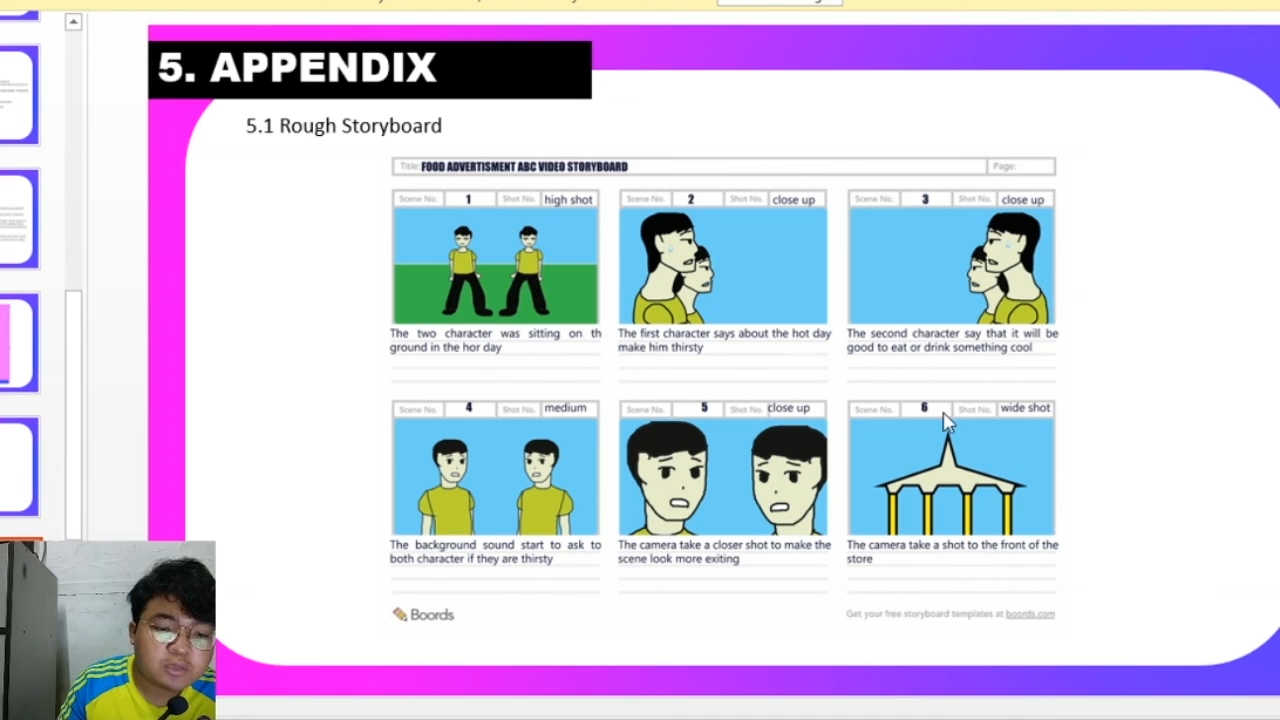 5. APPENDIX
5.1 Rough Storyboard
Title: FOOD ADVERTISMENT ABC VIDEO STORYBOARD Page:
Scene No. 1 Shot No. high shot
Scene No. 2 Shot No. close up
Scene No. 3 Shot No. close up
The two character was sitting on th
ground in the hor day
The first character says about the hot day
make him thirsty
The second character say that it will be
good to eat or drink something cool
Scene No. 4 Shot No. medium
Scene No. 5 Shot No. close up
Scene No. 6 Shot No. wide shot
The background sound start to ask to
both character if they are thirsty
The camera take a closer shot to make the
scene look more exiting
The camera take a shot to the front of the
store
Boords
Get your free storyboard templates at boords.com